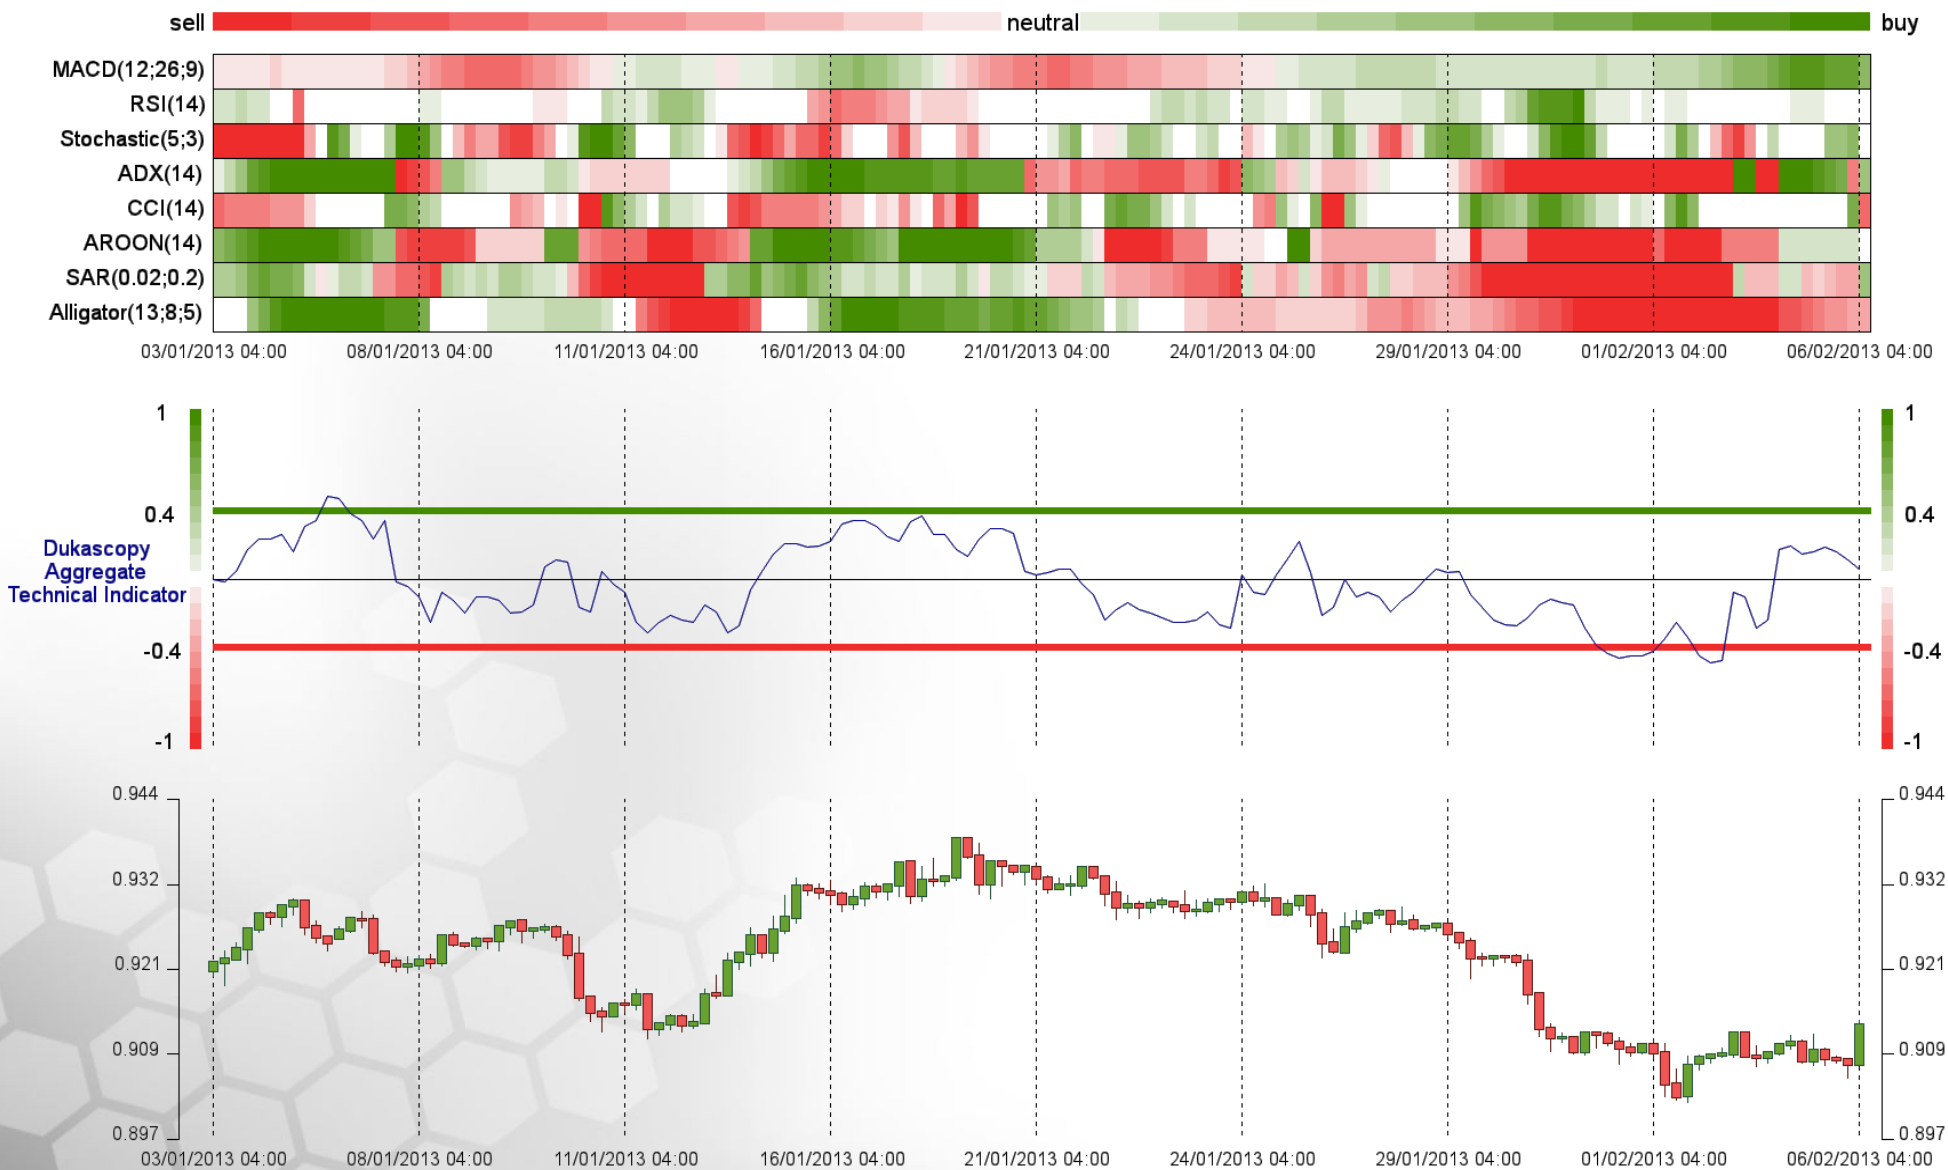 sell neutral buy
MACD(12;26;9)
RSI(14)
Stochastic(5;3)
ADX(14)
CCI(14)
AROON(14)
SAR(0.02;0.2)
Alligator(13;8;5)
03/01/2013 04:00 08/01/2013 04:00 11/01/2013 04:00 16/01/2013 04:00 21/01/2013 04:00 24/01/2013 04:00 29/01/2013 04:00 01/02/2013 04:00 06/02/2013 04:00
1 1
0.4 0.4
Dukascopy
Aggregate
Technical Indicator
-0.4 -0.4
-1 -1
0.944 0.944
0.932 0.932
0.921 0.921
0.909 0.909
0.897 0.897
03/01/2013 04:00 08/01/2013 04:00 11/01/2013 04:00 16/01/2013 04:00 21/01/2013 04:00 24/01/2013 04:00 29/01/2013 04:00 01/02/2013 04:00 06/02/2013 04:00